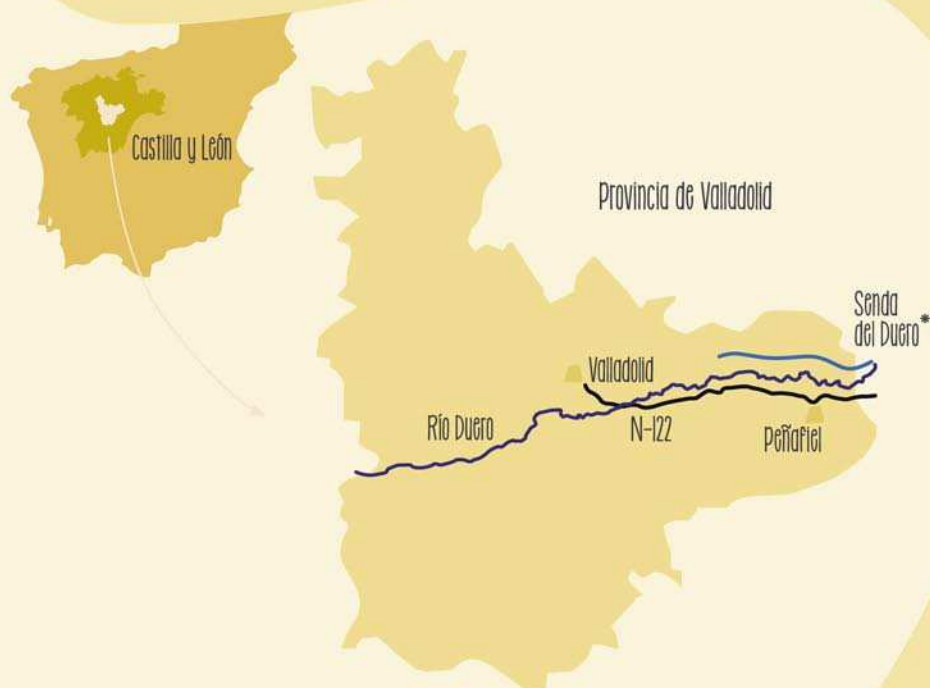 Castilla y León
Provincia de Valladolid
Senda
del Duero*
Valladolid
Río Duero
N-122
Peñafiel